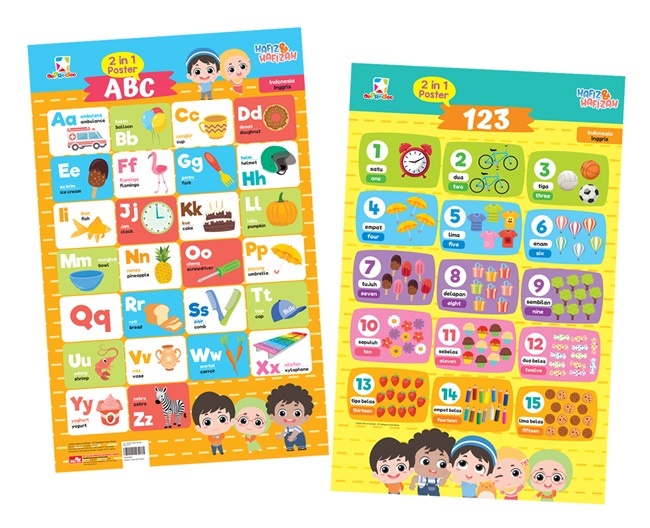 2 in 1
Poster
ABC
HAFIZ &
HAFIZAH
Indonesia
Inggris
Aa
ambulans
ambulance
balon
balloon
Bb
Cc
cangkir
cup
Dd
donat
doughnut
Ee
es krim
ice cream
Ff
flamingo
flamingo
Gg
garpu
fork
helm
helmet
Hh
Ii
ikan
fish
Jj
jam
clock
Kk
kue
cake
Ll
labu
pumpkin
Mm
mangkuk
bowl
Nn
nanas
pineapple
Oo
obeng
screwdriver
Pp
payung
umbrella
Qq
Rr
roti
bread
Ss
sisir
comb
Tt
topi
cap
Uu
udang
shrimp
Vv
vas
vase
Ww
wortel
carrot
Xx
xilofon
xylophone
Yy
yoghurt
yogurt
zebra
zebra
Zz
2 in 1
Poster
123
HAFIZ &
HAFIZAH
Indonesia
Inggris
1
satu
one
2
dua
two
3
tiga
three
4
empat
four
5
lima
five
6
enam
six
7
tujuh
seven
8
delapan
eight
9
sembilan
nine
10
sepuluh
ten
11
sebelas
eleven
12
dua belas
twelve
13
tiga belas
thirteen
14
empat belas
fourteen
15
lima belas
fifteen